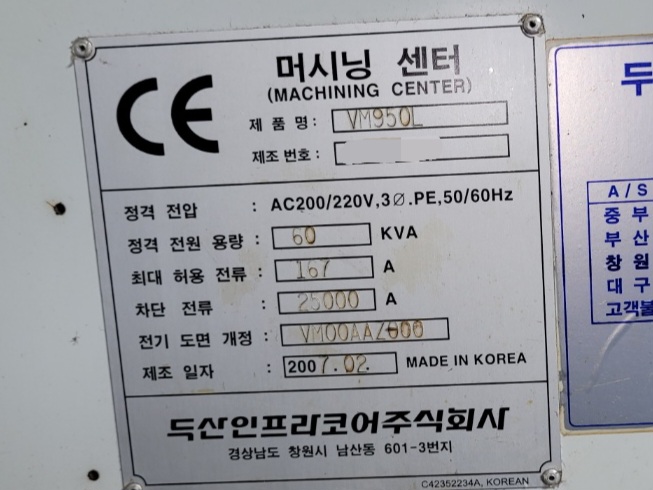 CE
머시닝 센터
(MACHINING CENTER)
제 품 명: VM950L
제조 번호 :
정격 전압 : AC200/220V,3∅.PE,50/60Hz
정격 전원 용량 : 60 KVA
최대 허용 전류 : 167 A
차단 전류 : 25000 A
전기 도면 개정 : VM00AAZ000
제조 일자 : 2007.02. MADE IN KOREA
두산인프라코어주식회사
경상남도 창원시 남산동 601-3번지
C42352234A, KOREAN
두
A/S
중 부
부 산
창 원
대 구
고객불